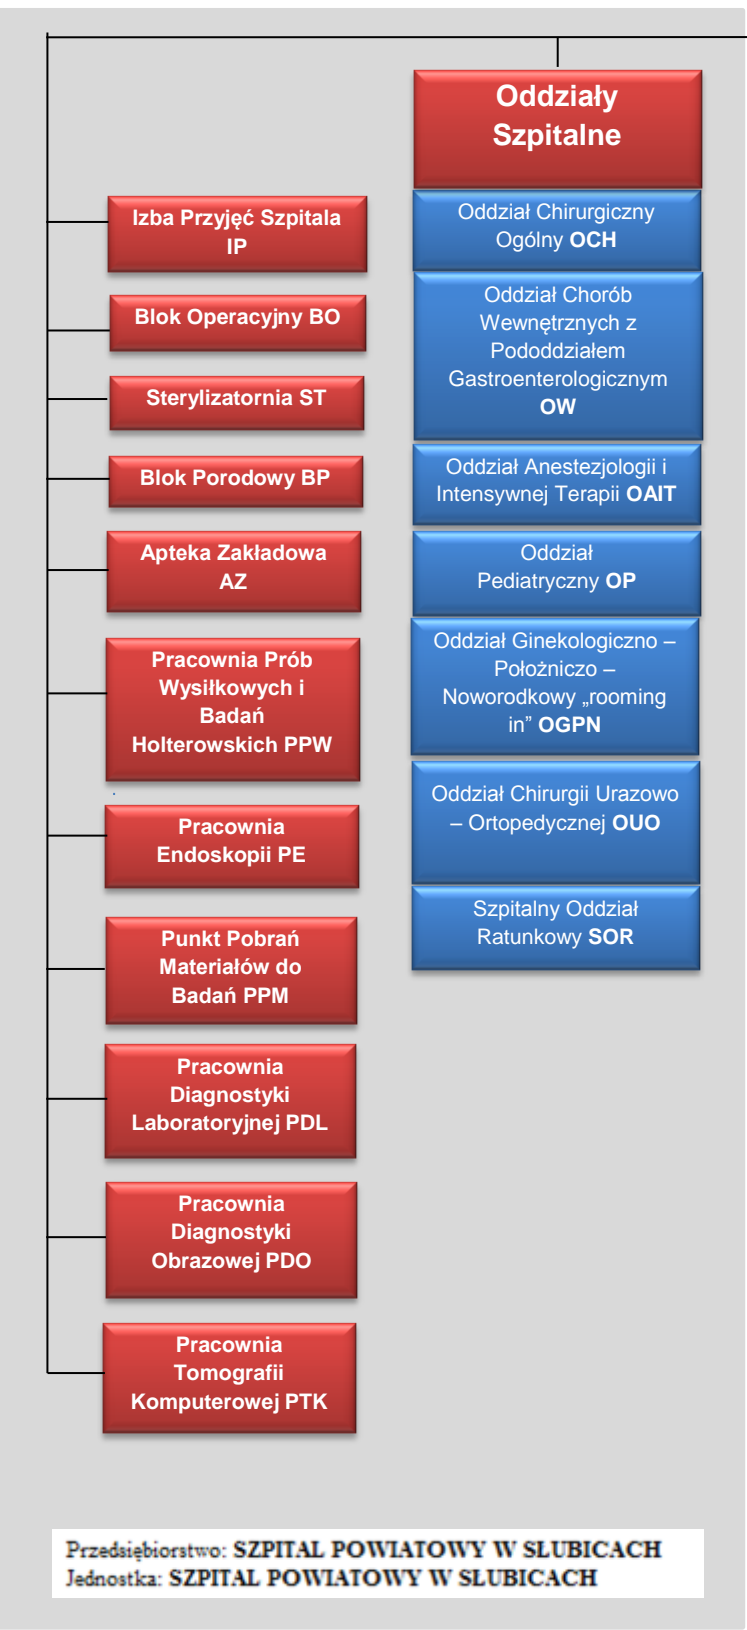 Oddziały
Szpitalne
Izba Przyjęć Szpitala
IP
Blok Operacyjny BO
Sterylizatornia ST
Blok Porodowy BP
Apteka Zakładowa
AZ
Pracownia Prób
Wysiłkowych i
Badań
Holterowskich PPW
Pracownia
Endoskopii PE
Punkt Pobrań
Materiałów do
Badań PPM
Pracownia
Diagnostyki
Laboratoryjnej PDL
Pracownia
Diagnostyki
Obrazowej PDO
Pracownia
Tomografii
Komputerowej PTK
Oddział Chirurgiczny
Ogólny OCH
Oddział Chorób
Wewnętrznych z
Pododdziałem
Gastroenterologicznym
OW
Oddział Anestezjologii i
Intensywnej Terapii OAIT
Oddział
Pediatryczny OP
Oddział Ginekologiczno –
Położniczo –
Noworodkowy „rooming
in” OGPN
Oddział Chirurgii Urazowo
– Ortopedycznej OUO
Szpitalny Oddział
Ratunkowy SOR
Przedsiębiorstwo: SZPITAL POWIATOWY W SŁUBICACH
Jednostka: SZPITAL POWIATOWY W SŁUBICACH